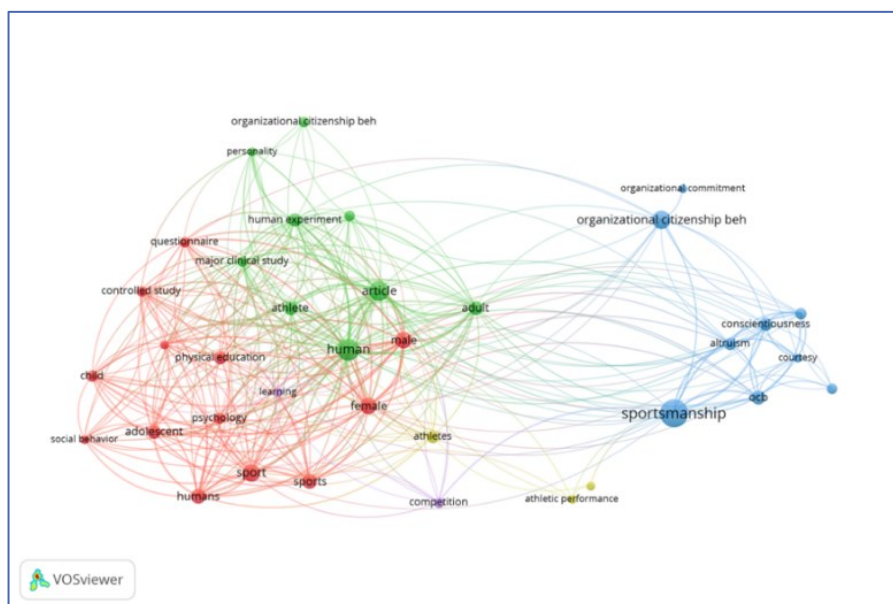 organizational citizenship beh
personality
organizational commitment
human experiment
organizational citizenship beh
questionnaire
major clinical study
controlled study
article
athlete
adult
conscientiousness
male
altruism
human
physical education
courtesy
child
learning
ocb
female
sportsmanship
psychology
adolescent
athletes
social behavior
sport
sports
humans
competition
athletic performance
VOSviewer